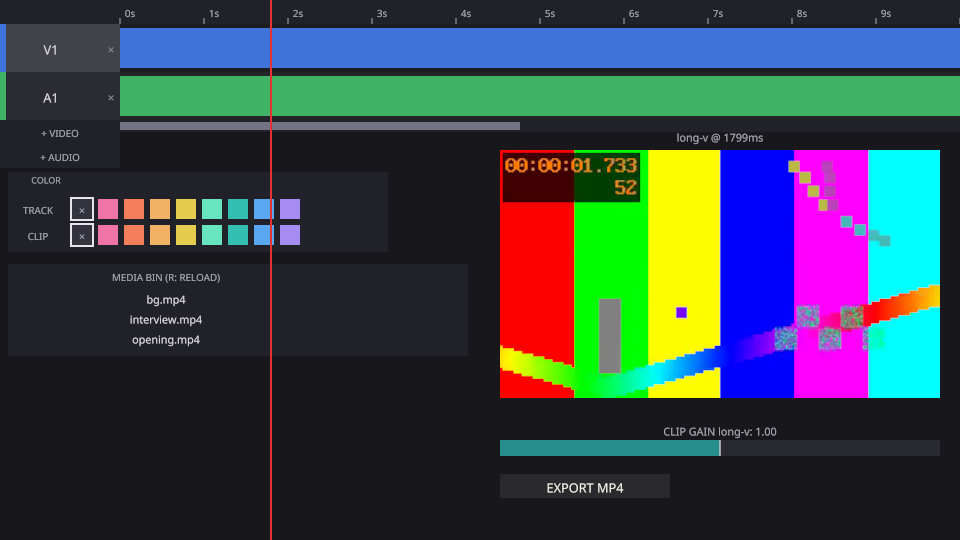 0s 1s 2s 3s 4s 5s 6s 7s 8s 9s
V1 ×
A1 ×
+ VIDEO
+ AUDIO
long-v @ 1799ms
00:00:01.733
52
COLOR
TRACK ×
CLIP ×
MEDIA BIN (R: RELOAD)
bg.mp4
interview.mp4
opening.mp4
CLIP GAIN long-v: 1.00
EXPORT MP4